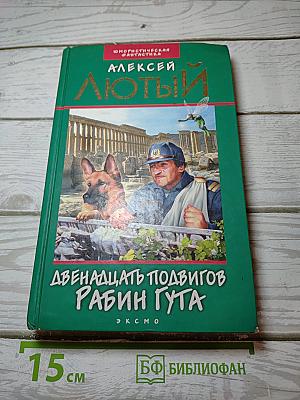 ЮМОРИСТИЧЕСКАЯ
ФАНТАСТИКА
АЛЕКСЕЙ
ЛЮТЫЙ
ДВЕНАДЦАТЬ ПОДВИГОВ
РАБИН ГУТА
ЭКСМО
15 см
БФ БИБЛИОФАН